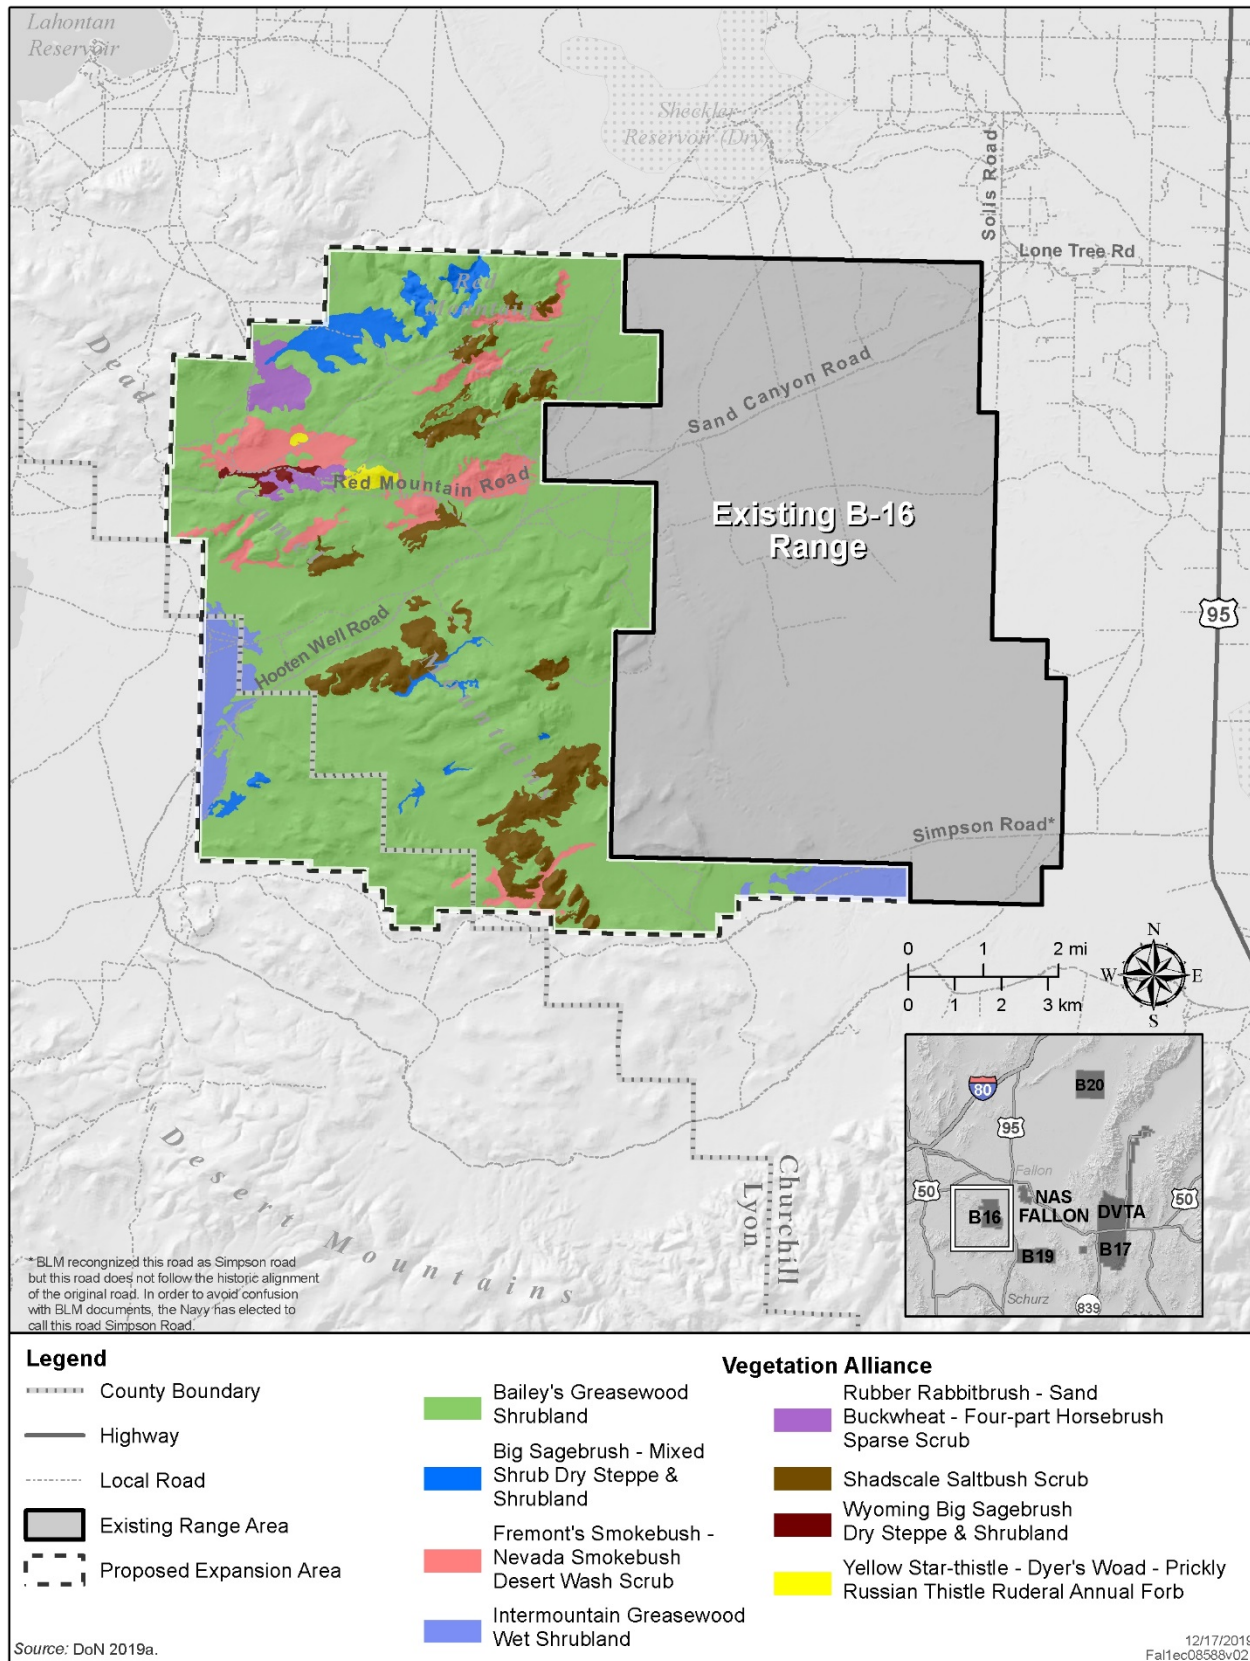 Lahontan
Reservoir
Sheckler
Reservoir (Dry)
Solis Road
Lone Tree Rd
Red
Mountain
Dead
Camel
Mountains
Sand Canyon Road
Red Mountain Road
Existing B-16
Range
95
Hooten Well Road
Simpson Road*
0 1 2 mi
0 1 2 3 km
N
W E
S
Desert Mountains
Churchill
Lyon
* BLM recongnized this road as Simpson road
but this road does not follow the historic alignment
of the original road. In order to avoid confusion
with BLM documents, the Navy has elected to
call this road Simpson Road.
80
B20
95
Fallon
50
NAS
FALLON
DVTA
50
B16
B19
B17
Schurz
839
Legend
County Boundary
Highway
Local Road
Existing Range Area
Proposed Expansion Area
Vegetation Alliance
Bailey's Greasewood
Shrubland
Big Sagebrush - Mixed
Shrub Dry Steppe &
Shrubland
Fremont's Smokebush -
Nevada Smokebush
Desert Wash Scrub
Intermountain Greasewood
Wet Shrubland
Rubber Rabbitbrush - Sand
Buckwheat - Four-part Horsebrush
Sparse Scrub
Shadscale Saltbush Scrub
Wyoming Big Sagebrush
Dry Steppe & Shrubland
Yellow Star-thistle - Dyer's Woad - Prickly
Russian Thistle Ruderal Annual Forb
Source: DoN 2019a.
12/17/2019
Fal1ec08588v02